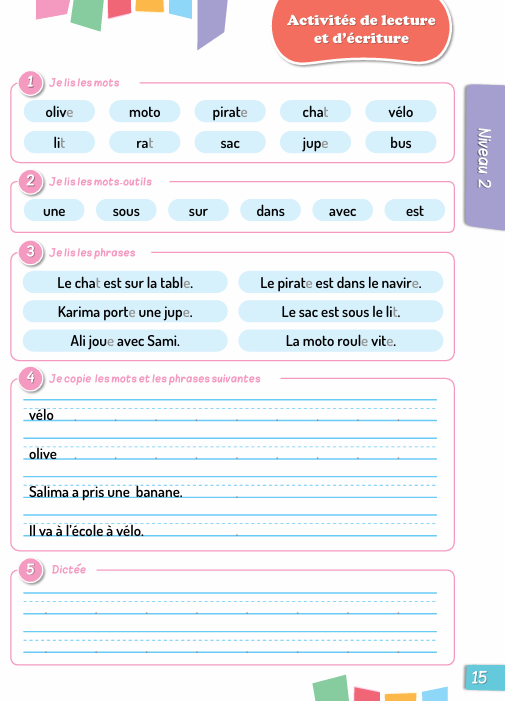 Activités de lecture
et d'écriture
1 Je lis les mots
olive moto pirate chat vélo
lit rat sac jupe bus
Niveau 2
2 Je lis les mots-outils
une sous sur dans avec est
3 Je lis les phrases
Le chat est sur la table. Le pirate est dans le navire.
Karima porte une jupe. Le sac est sous le lit.
Ali joue avec Sami. La moto roule vite.
4 Je copie les mots et les phrases suivantes
vélo
olive
Salima a pris une banane.
Il va à l'école à vélo.
5 Dictée
15